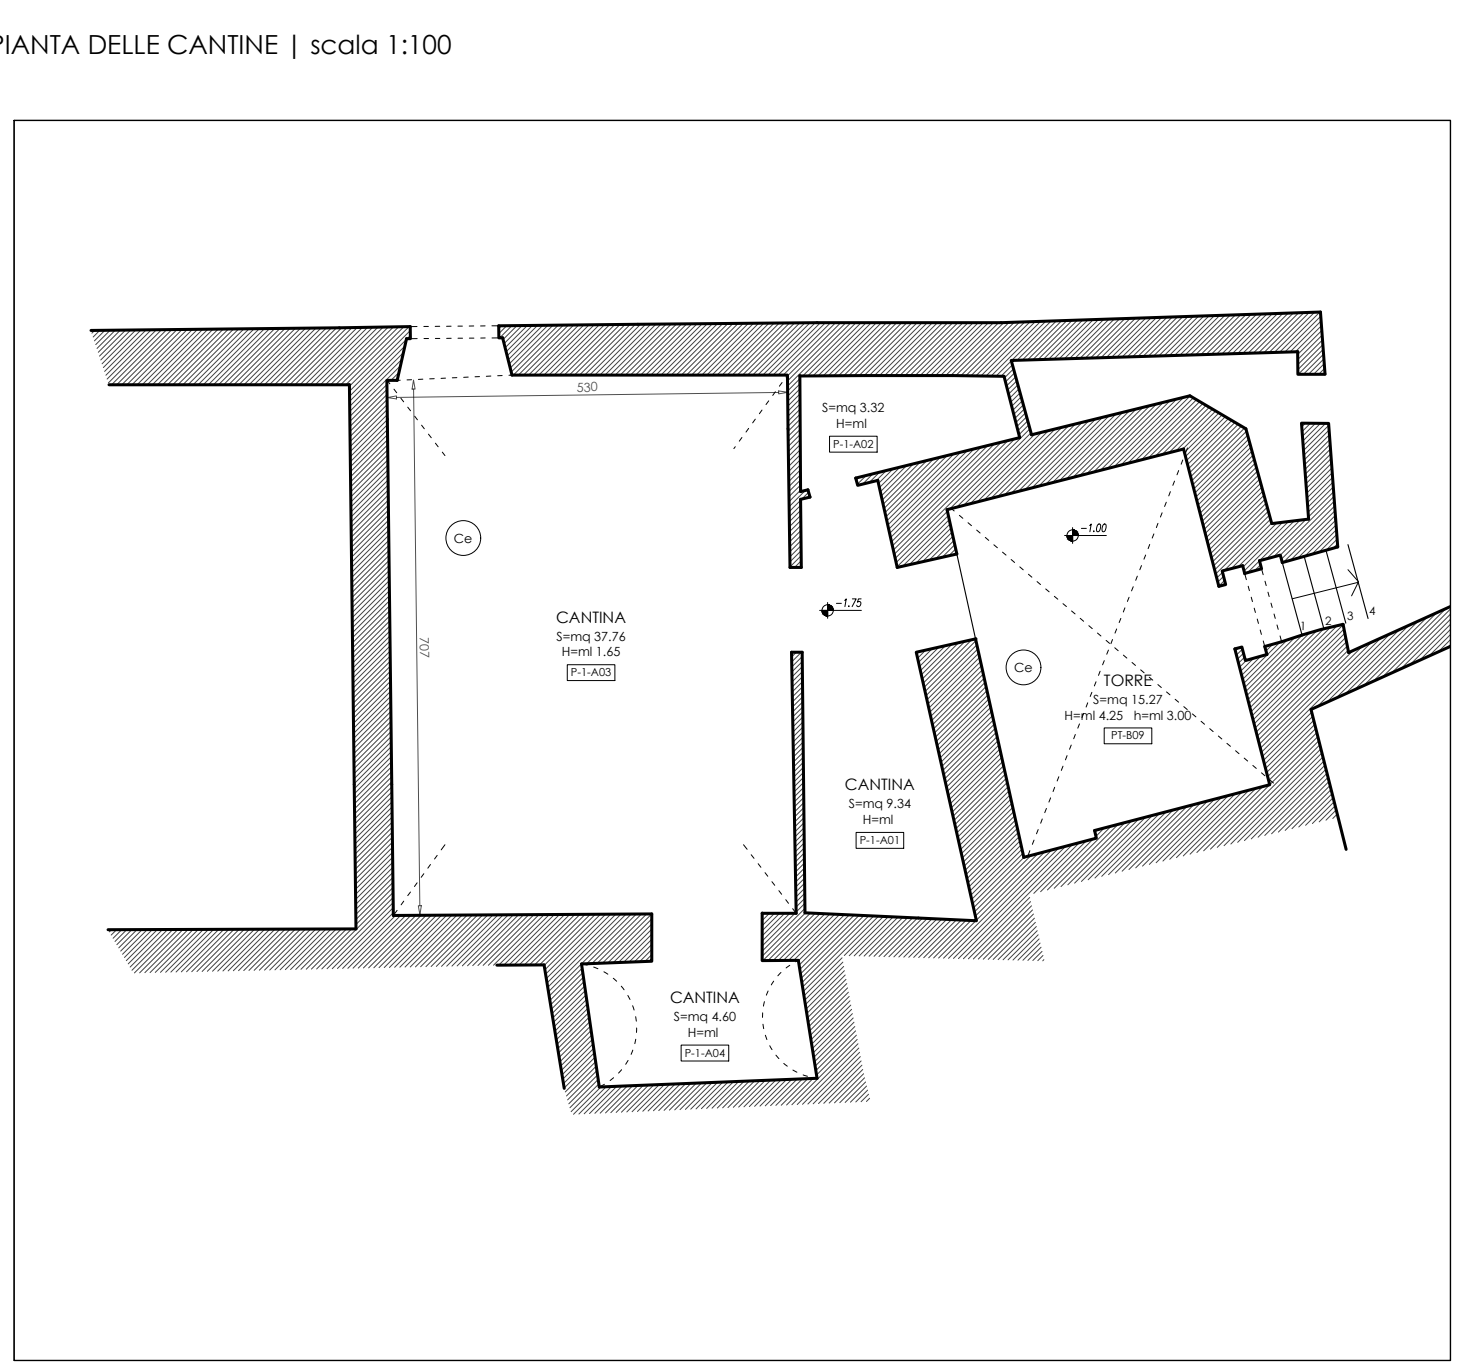 PIANTA DELLE CANTINE | scala 1:100
530
S=mq 3.32
H=ml
P-1-A02
Ce
-1.00
707
CANTINA
S=mq 37.76
H=ml 1.65
P-1-A03
-1.75
1
2
3
4
Ce
TORRE
S=mq 15.27
H=ml 4.25 h=ml 3.00
PT-B09
CANTINA
S=mq 9.34
H=ml
P-1-A01
CANTINA
S=mq 4.60
H=ml
P-1-A04